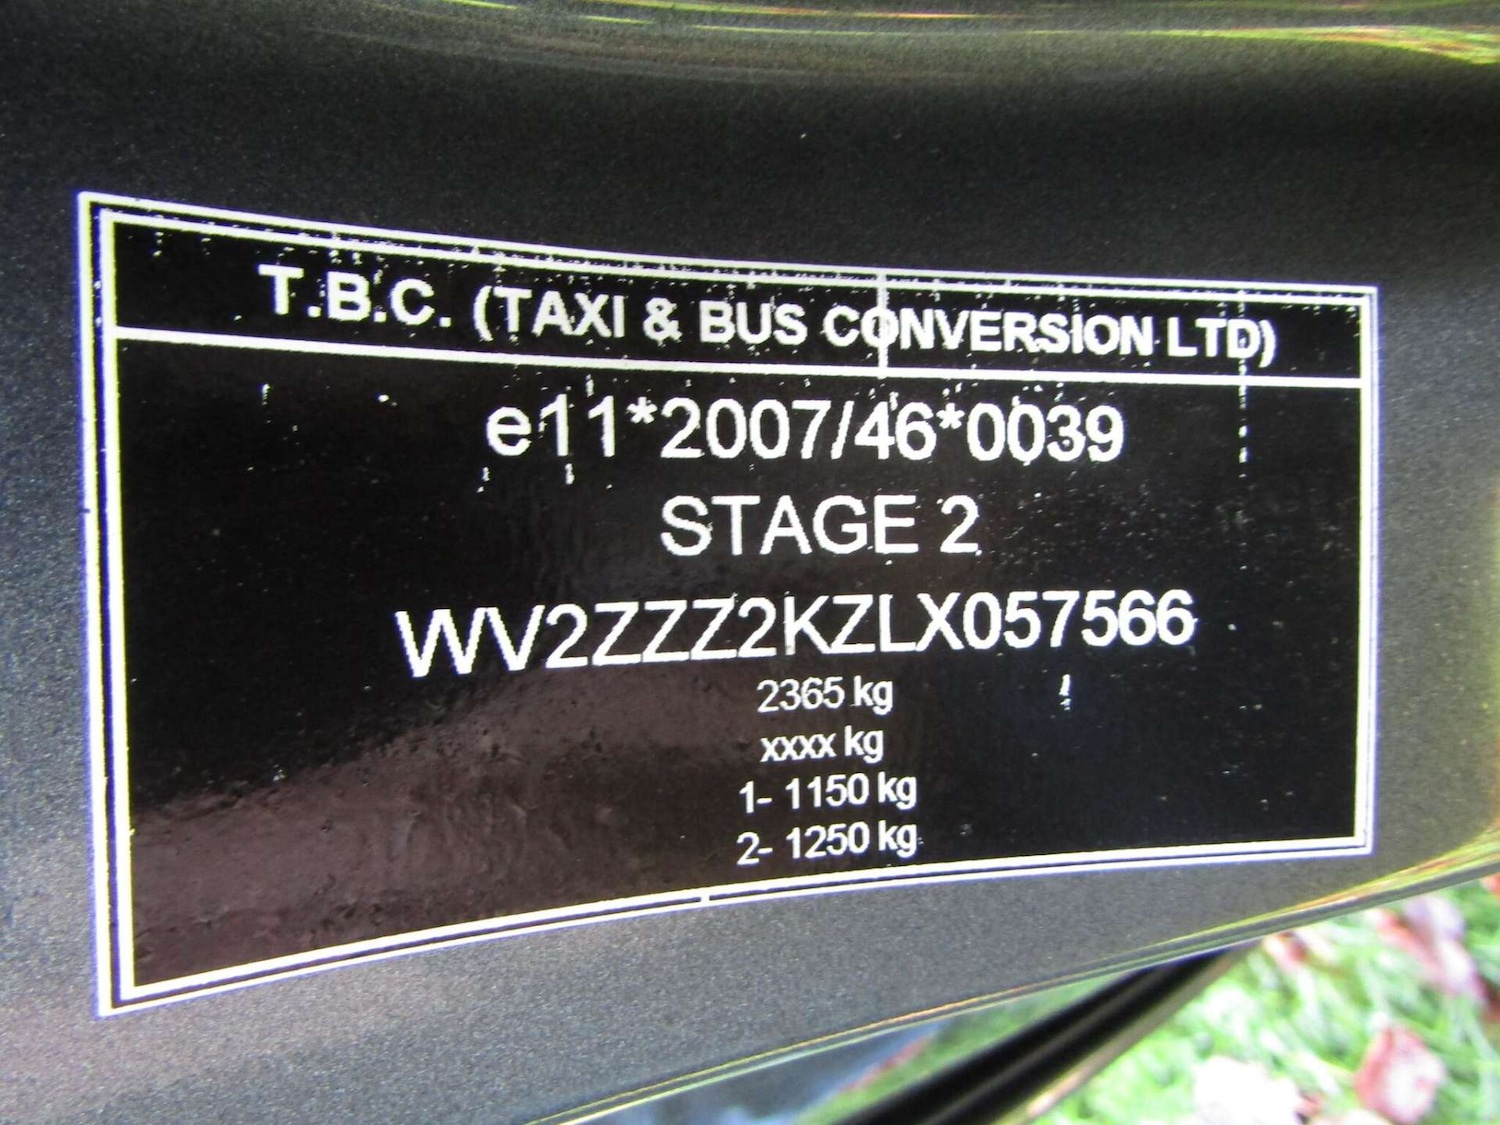 T.B.C. (TAXI & BUS CONVERSION LTD)
e11*2007/46*0039
STAGE 2
WV2ZZZ2KZLX057566
2365 kg
xxxx kg
1- 1150 kg
2- 1250 kg